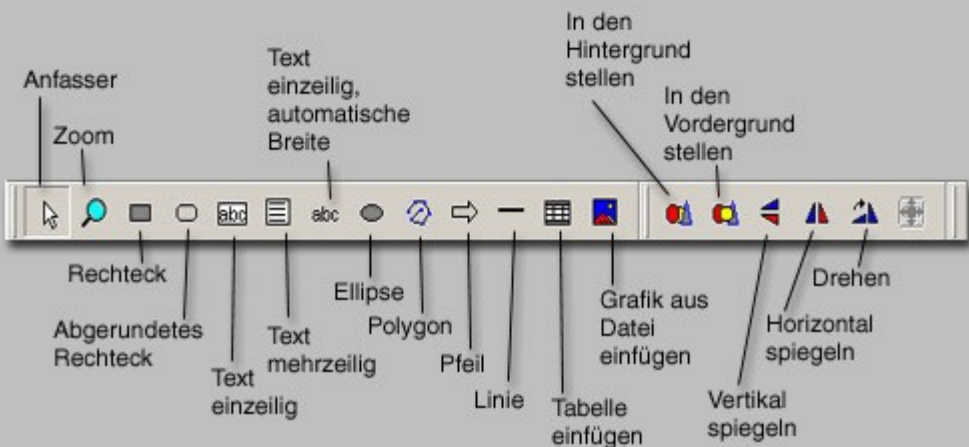 In den
Hintergrund
stellen
Text
einzeilig,
automatische
Breite
Anfasser
In den
Vordergrund
stellen
Zoom
abc
abc
Rechteck
Ellipse
Drehen
Abgerundetes
Rechteck
Text
mehrzeilig
Polygon
Grafik aus
Datei
einfügen
Horizontal
spiegeln
Pfeil
Text
einzeilig
Linie
Tabelle
einfügen
Vertikal
spiegeln